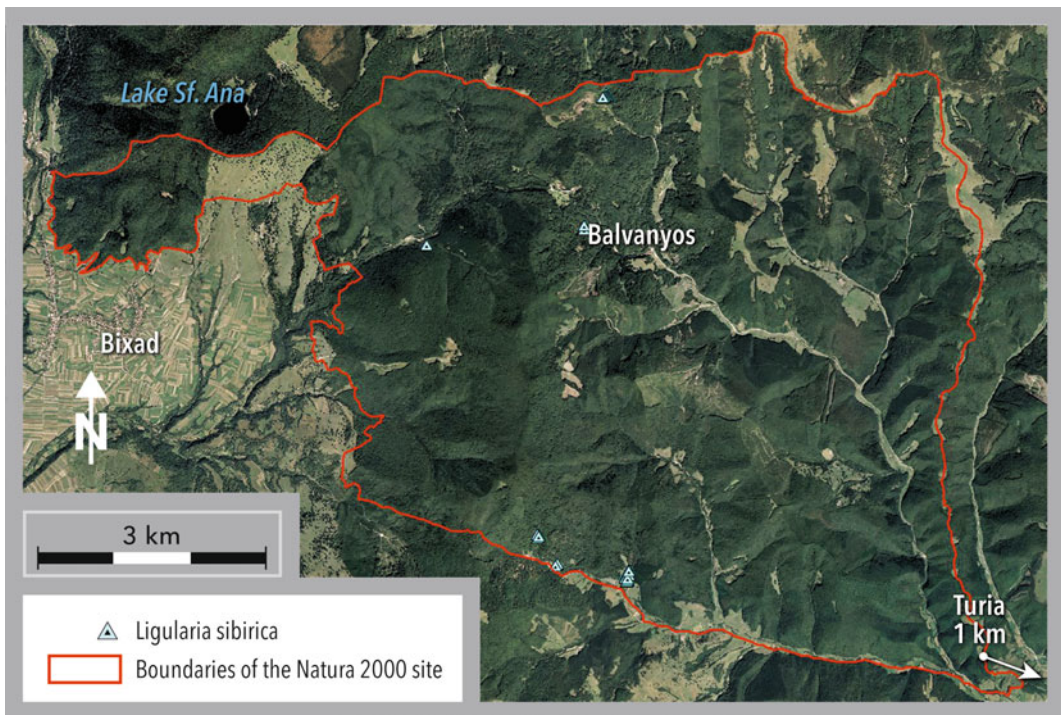 Lake Sf. Ana
Balvanyos
Bixad
N
3 km
Turia
1 km
Ligularia sibirica
Boundaries of the Natura 2000 site